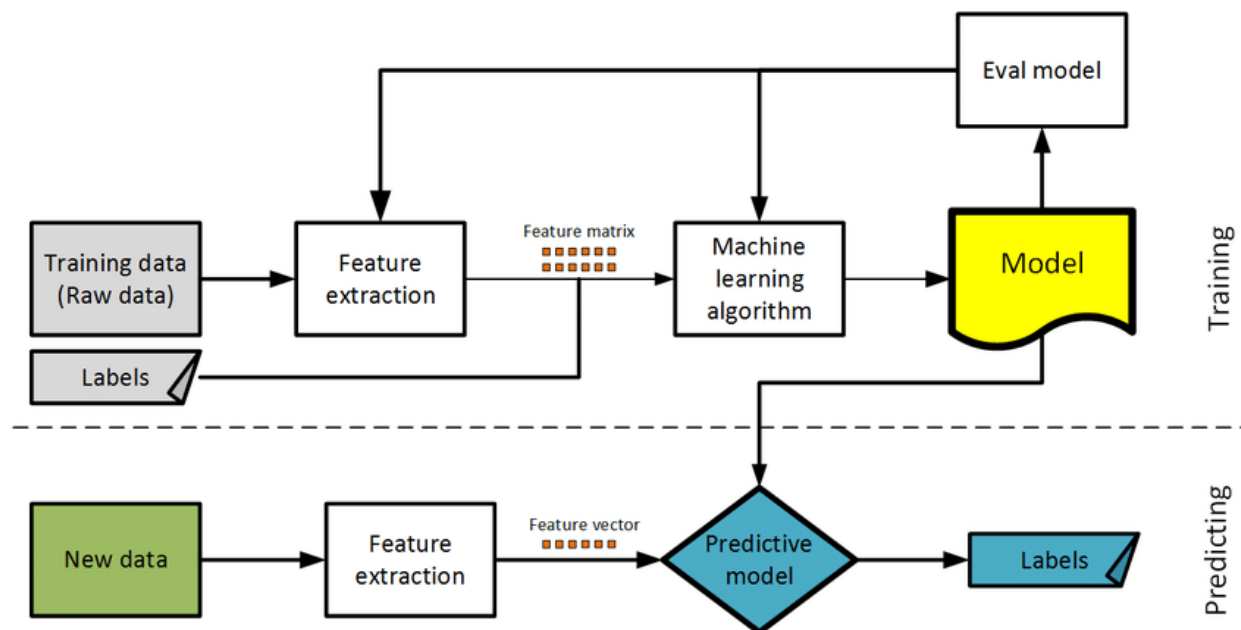 Eval model
Feature matrix
Training data
(Raw data)
Feature
extraction
Machine
learning
algorithm
Model
Training
Labels
Predicting
New data
Feature
extraction
Feature vector
Predictive
model
Labels